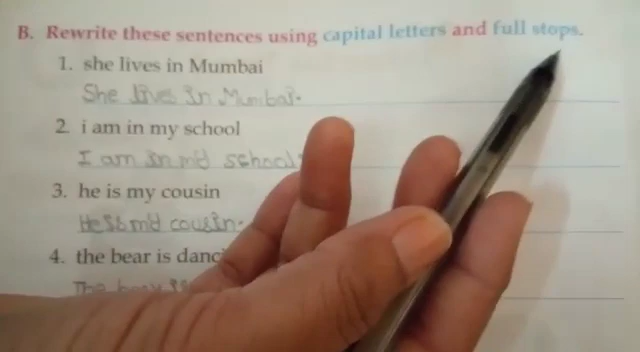 B. Rewrite these sentences using capital letters and full stops.
1. she lives in Mumbai
She lives in Mumbai.
2. i am in my school
I am in my school
3. he is my cousin
He is my cousin.
4. the bear is danc
The